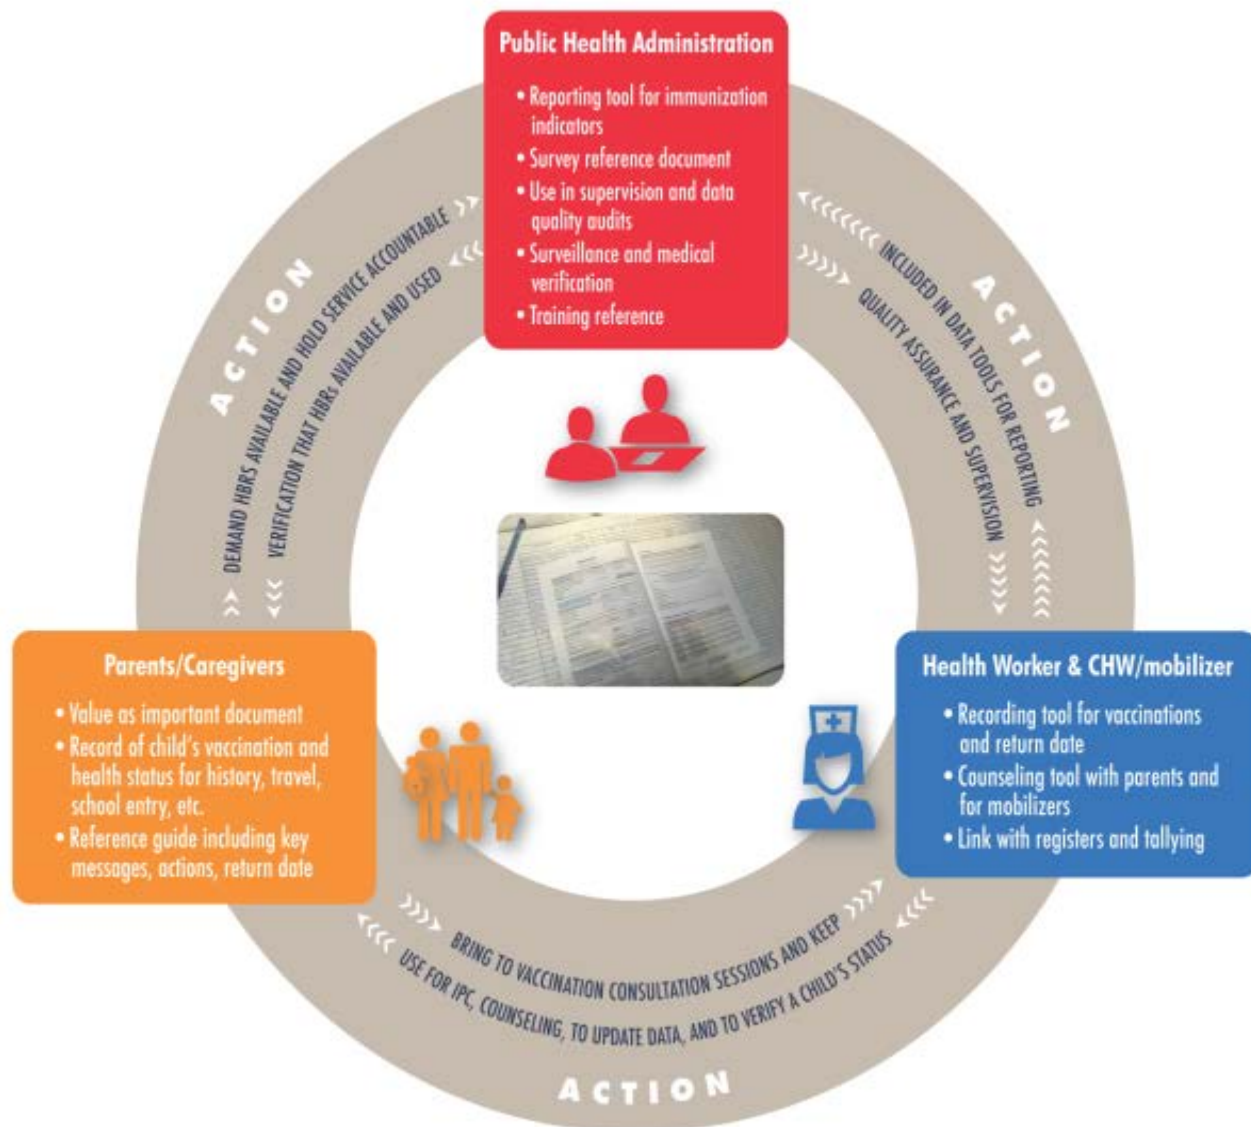 Public Health Administration
• Reporting tool for immunization
indicators
• Survey reference document
• Use in supervision and data
quality audits
• Surveillance and medical
verification
• Training reference
ACTION
DEMAND HBRS AVAILABLE AND HOLD SERVICE ACCOUNTABLE
VERIFICATION THAT HBRs AVAILABLE AND USED
ACTION
INCLUDED IN DATA TOOLS FOR REPORTING
QUALITY ASSURANCE AND SUPERVISION
Parents/Caregivers
• Value as important document
• Record of child's vaccination and
health status for history, travel,
school entry, etc.
• Reference guide including key
messages, actions, return date
Health Worker & CHW/mobilizer
• Recording tool for vaccinations
and return date
• Counseling tool with parents and
for mobilizers
• Link with registers and tallying
BRING TO VACCINATION CONSULTATION SESSIONS AND KEEP
USE FOR IPC, COUNSELING, TO UPDATE DATA, AND TO VERIFY A CHILD'S STATUS
ACTION